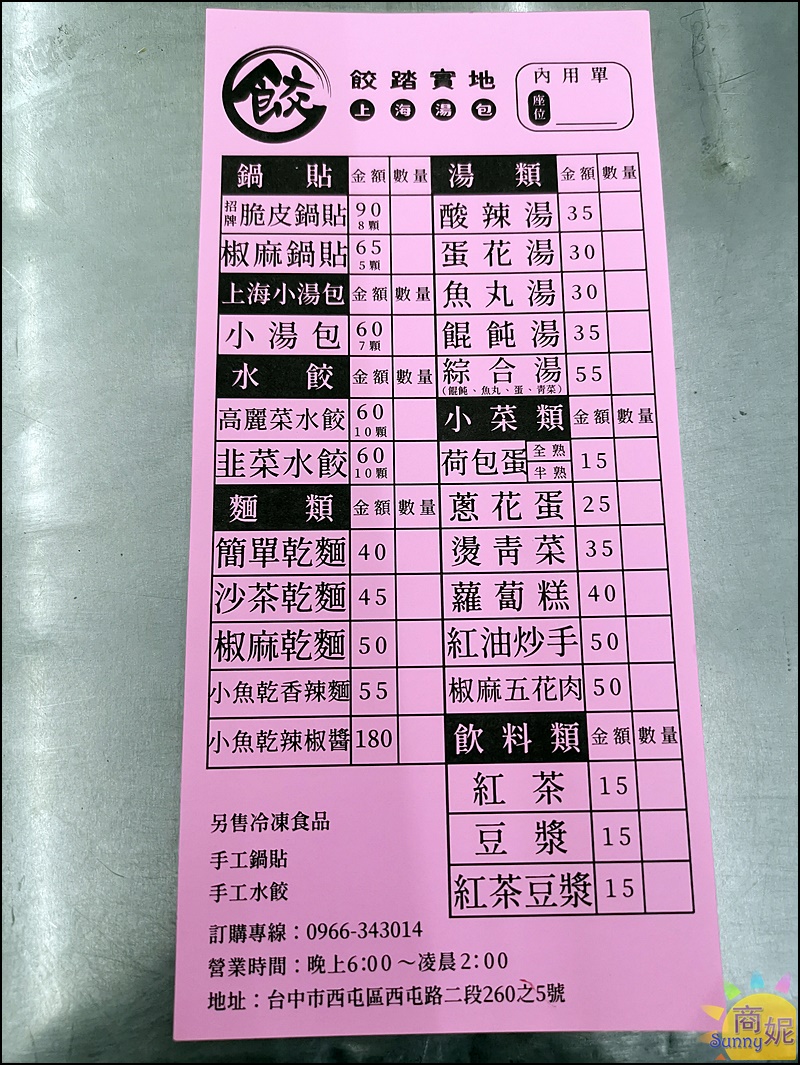 餃
餃踏實地
上海湯包
內用單
座位
鍋貼 金額 數量
招牌 脆皮鍋貼 90 8顆
椒麻鍋貼 65 5顆
上海小湯包 金額 數量
小湯包 60 7顆
水餃 金額 數量
高麗菜水餃 60 10顆
韭菜水餃 60 10顆
麵類 金額 數量
簡單乾麵 40
沙茶乾麵 45
椒麻乾麵 50
小魚乾香辣麵 55
小魚乾辣椒醬 180
湯類 金額 數量
酸辣湯 35
蛋花湯 30
魚丸湯 30
餛飩湯 35
綜合湯 55
(餛飩、魚丸、蛋、青菜)
小菜類 金額 數量
荷包蛋 全熟 半熟 15
蔥花蛋 25
燙青菜 35
蘿蔔糕 40
紅油炒手 50
椒麻五花肉 50
飲料類 金額 數量
紅茶 15
豆漿 15
紅茶豆漿 15
另售冷凍食品
手工鍋貼
手工水餃
訂購專線：0966-343014
營業時間：晚上6:00～凌晨2:00
地址：台中市西屯區西屯路二段260之5號
商妮
Sunny